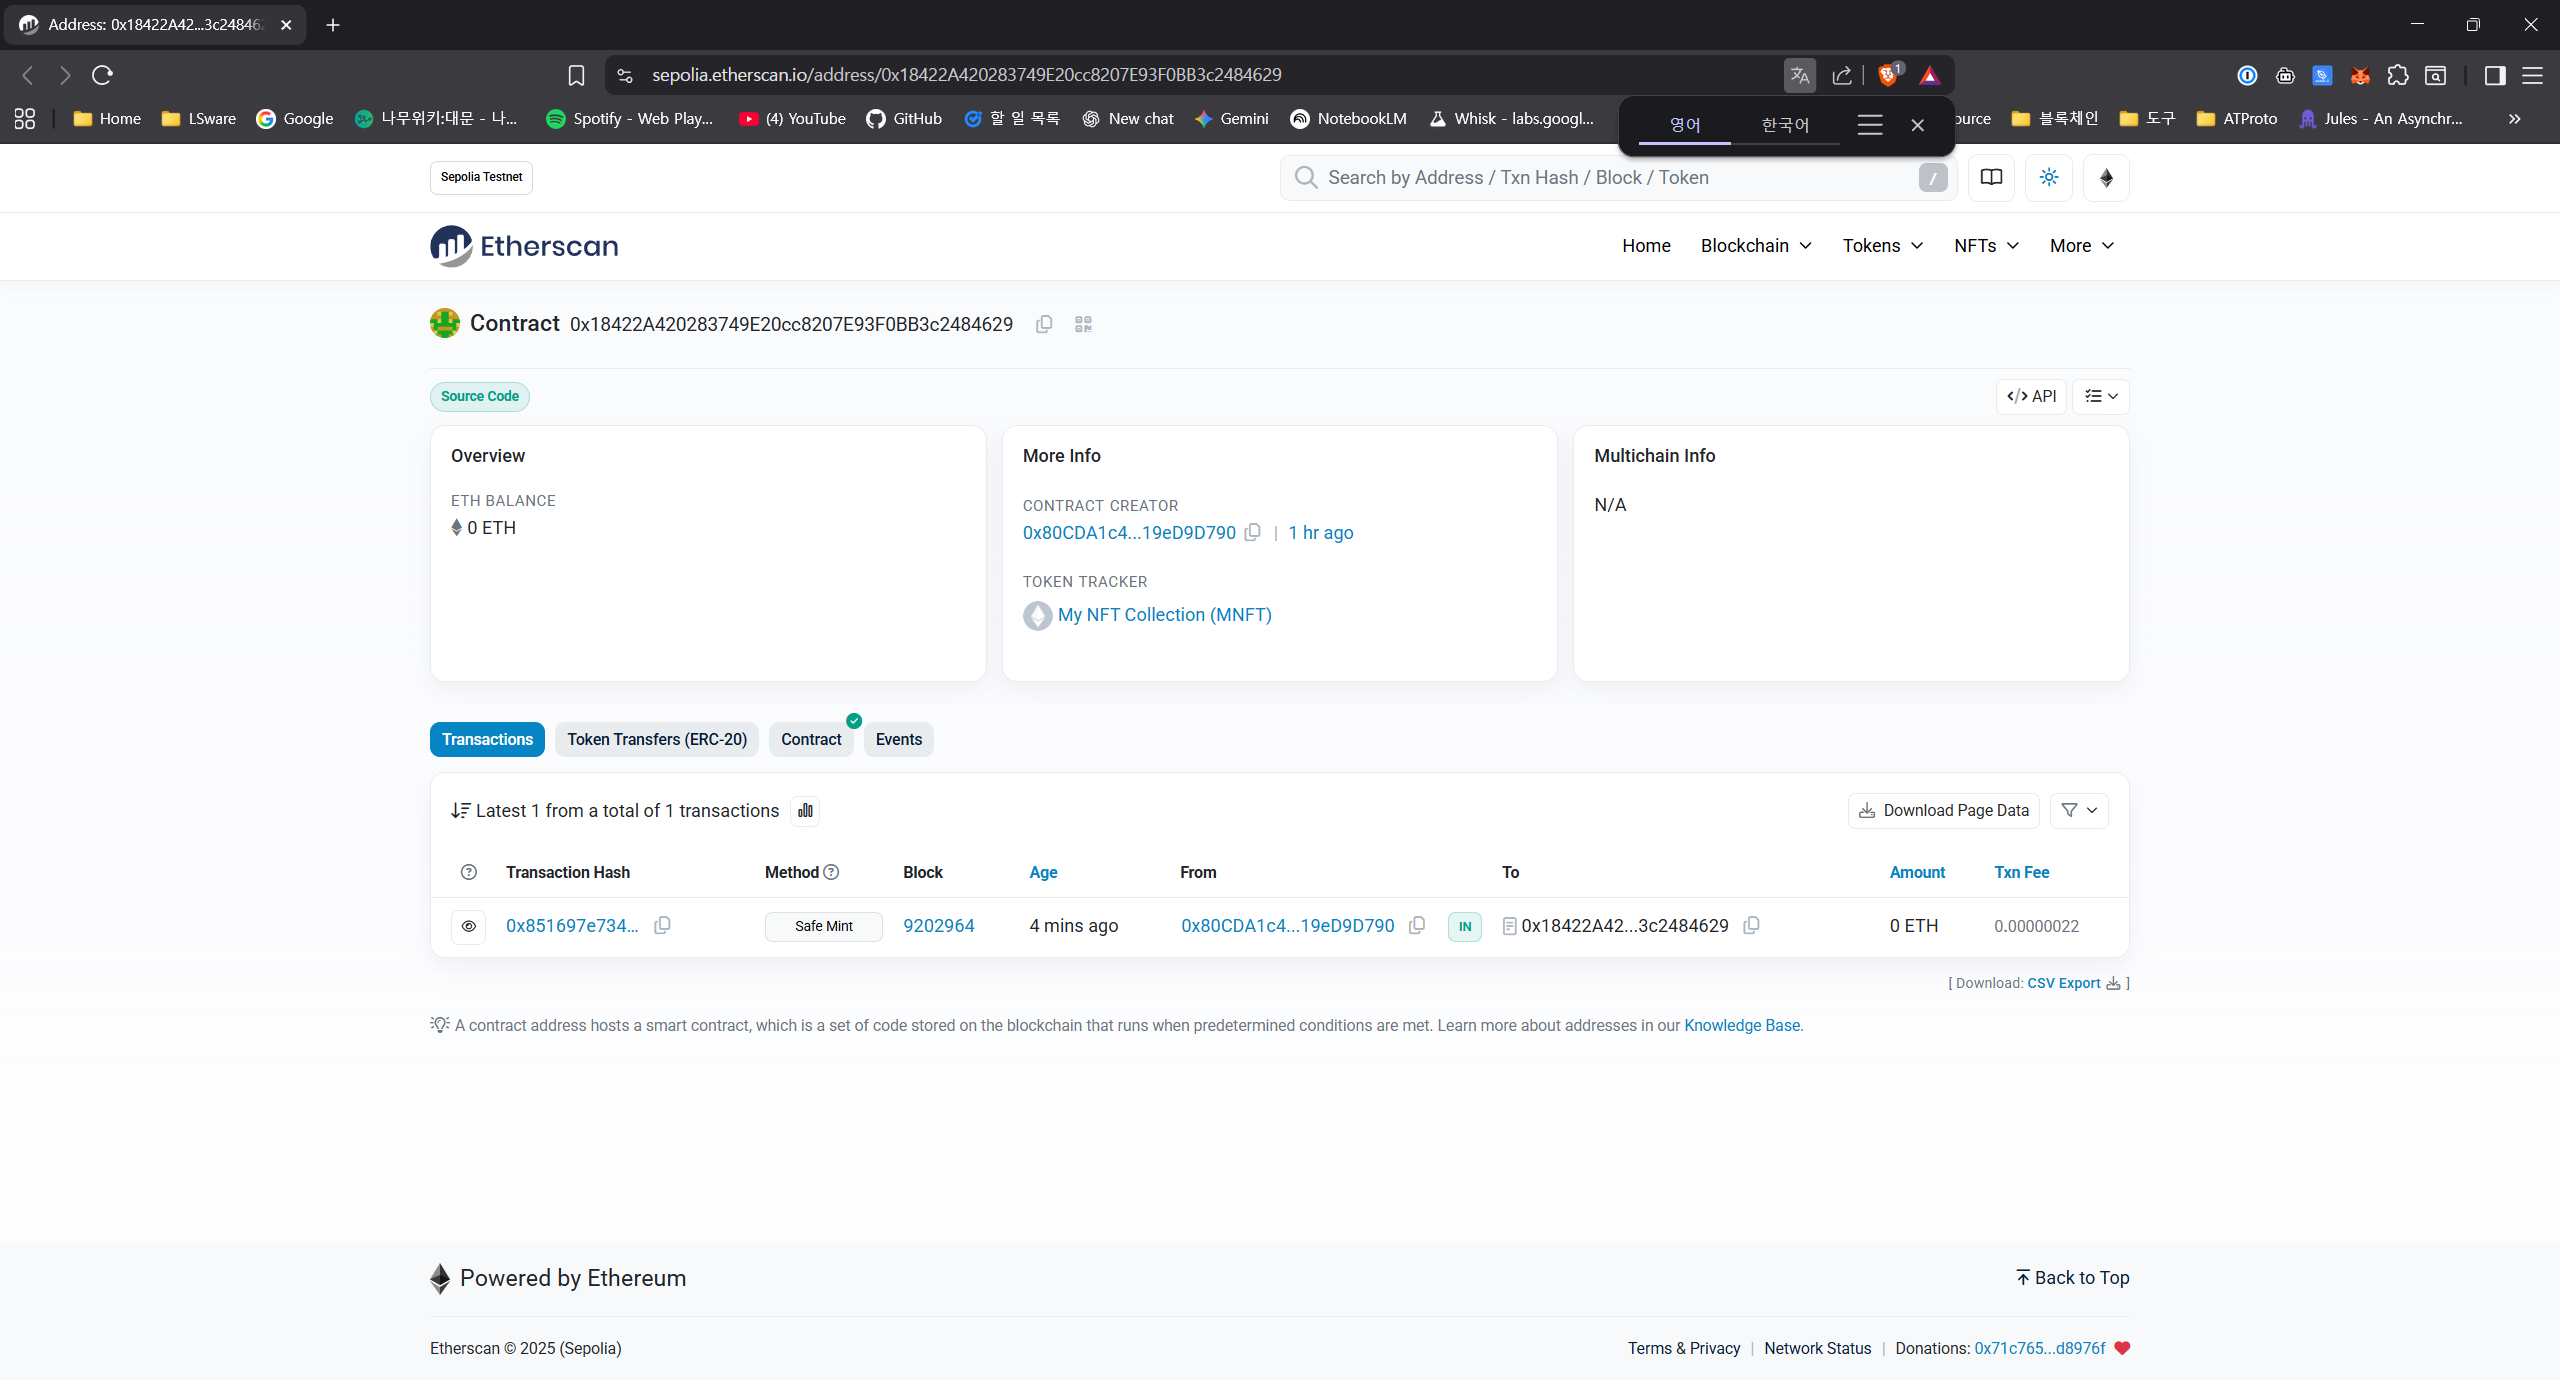 Address: 0x18422A42...3c24846
sepolia.etherscan.io/address/0x18422A420283749E20cc8207E93F0BB3c2484629
1
Home LSware Google 나무위키:대문 - 나... Spotify - Web Play... (4) YouTube GitHub 할 일 목록 New chat Gemini NotebookLM Whisk - labs.googl... ource 블록체인 도구 ATProto Jules - An Asynchr...
영어 한국어
Sepolia Testnet
Search by Address / Txn Hash / Block / Token /
Etherscan
Home Blockchain Tokens NFTs More
Contract 0x18422A420283749E20cc8207E93F0BB3c2484629
Source Code
</> API
Overview
ETH BALANCE
0 ETH
More Info
CONTRACT CREATOR
0x80CDA1c4...19eD9D790 | 1 hr ago
TOKEN TRACKER
My NFT Collection (MNFT)
Multichain Info
N/A
Transactions Token Transfers (ERC-20) Contract Events
Latest 1 from a total of 1 transactions
Download Page Data
Transaction Hash Method Block Age From To Amount Txn Fee
0x851697e734... Safe Mint 9202964 4 mins ago 0x80CDA1c4...19eD9D790 IN 0x18422A42...3c2484629 0 ETH 0.00000022
[ Download: CSV Export ]
A contract address hosts a smart contract, which is a set of code stored on the blockchain that runs when predetermined conditions are met. Learn more about addresses in our Knowledge Base.
Powered by Ethereum
Back to Top
Etherscan © 2025 (Sepolia)
Terms & Privacy | Network Status | Donations: 0x71c765...d8976f